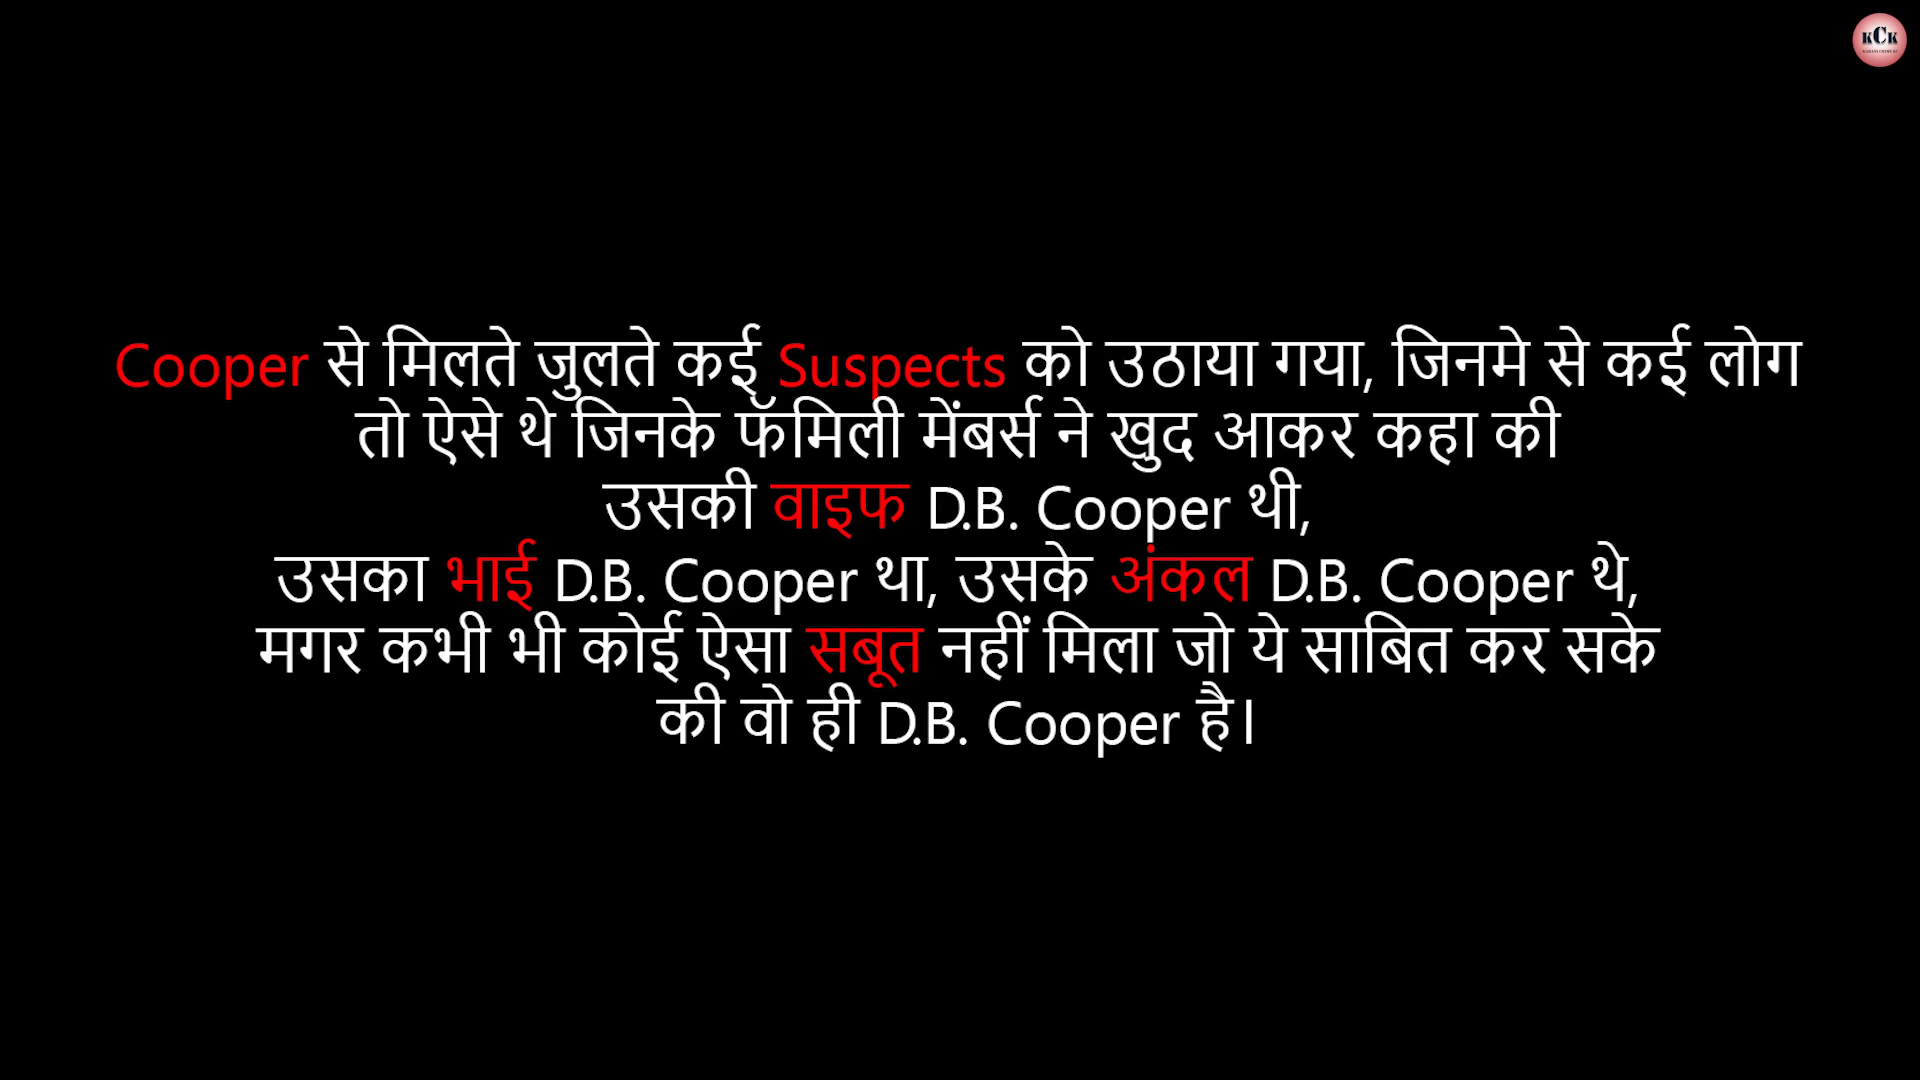 KCK
Cooper से मिलते जुलते कई Suspects को उठाया गया, जिनमे से कई लोग
तो ऐसे थे जिनके फॅमिली मेंबर्स ने खुद आकर कहा की
उसकी वाइफ D.B. Cooper थी,
उसका भाई D.B. Cooper था, उसके अंकल D.B. Cooper थे,
मगर कभी भी कोई ऐसा सबूत नहीं मिला जो ये साबित कर सके
की वो ही D.B. Cooper है।